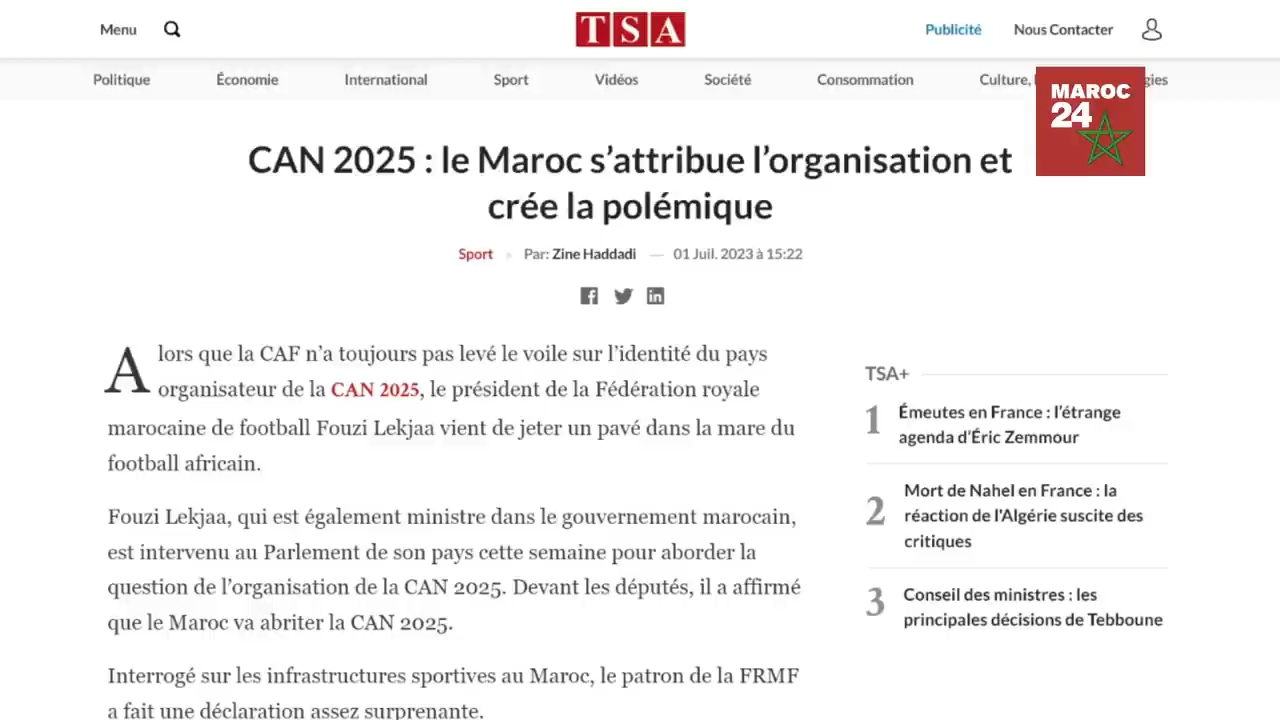 Menu
TSA
Publicité
Nous Contacter
Politique
Économie
International
Sport
Vidéos
Société
Consommation
Culture,
MAROC
24
CAN 2025 : le Maroc s’attribue l’organisation et
crée la polémique
Sport
Par: Zine Haddadi — 01 Juil. 2023 à 15:22
Alors que la CAF n’a toujours pas levé le voile sur l’identité du pays
organisateur de la CAN 2025, le président de la Fédération royale
marocaine de football Fouzi Lekjaa vient de jeter un pavé dans la mare du
football africain.
Fouzi Lekjaa, qui est également ministre dans le gouvernement marocain,
est intervenu au Parlement de son pays cette semaine pour aborder la
question de l’organisation de la CAN 2025. Devant les députés, il a affirmé
que le Maroc va abriter la CAN 2025.
Interrogé sur les infrastructures sportives au Maroc, le patron de la FRMF
a fait une déclaration assez surprenante.
TSA+
1
Émeutes en France : l’étrange
agenda d’Éric Zemmour
2
Mort de Nahel en France : la
réaction de l'Algérie suscite des
critiques
3
Conseil des ministres : les
principales décisions de Tebboune